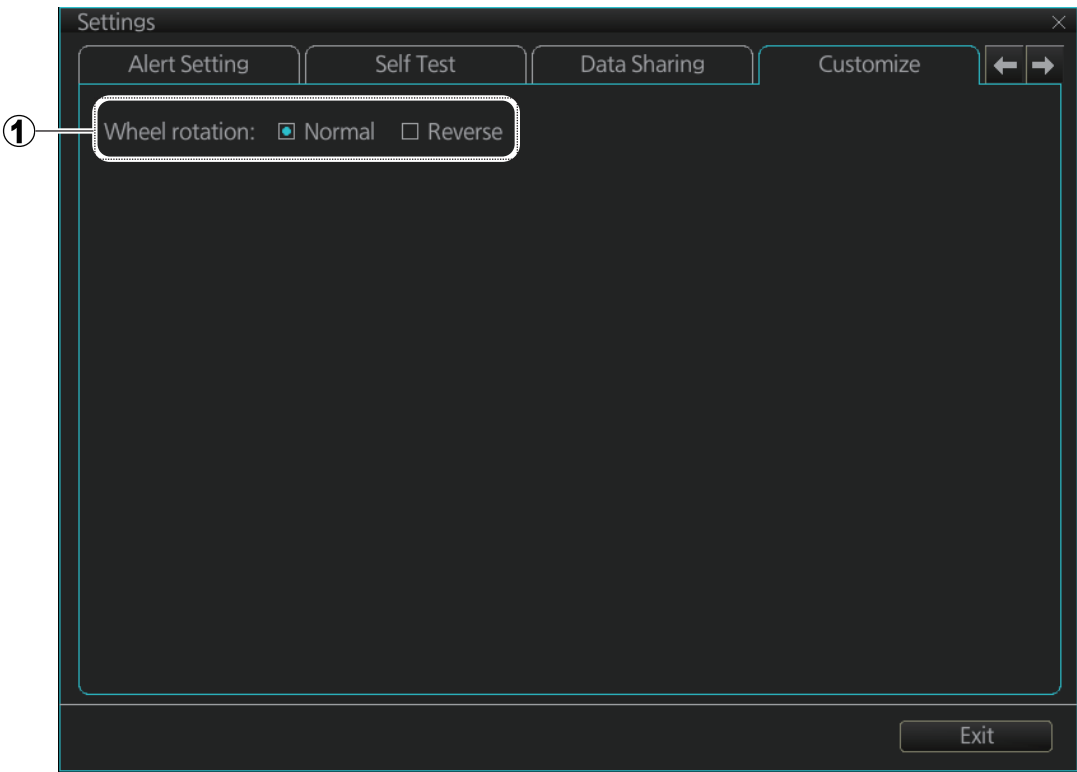 Settings
Alert Setting
Self Test
Data Sharing
Customize
1
Wheel rotation: Normal Reverse
Exit